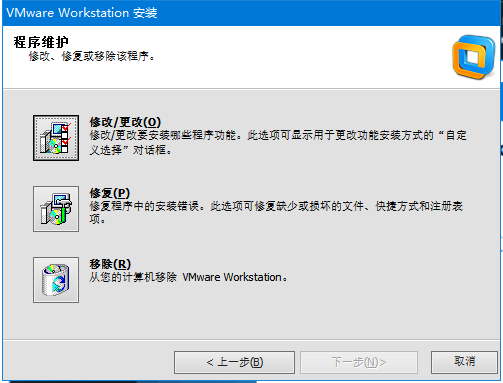 VMware Workstation 安装
程序维护
修改、修复或移除该程序。
修改/更改(O)
修改/更改要安装哪些程序功能。此选项可显示用于更改功能安装方式的“自
定义选择”对话框。
修复(P)
修复程序中的安装错误。此选项可修复缺少或损坏的文件、快捷方式和注册表
项。
移除(R)
从您的计算机移除 VMware Workstation。
< 上一步(B)
下一步(N)>
取消